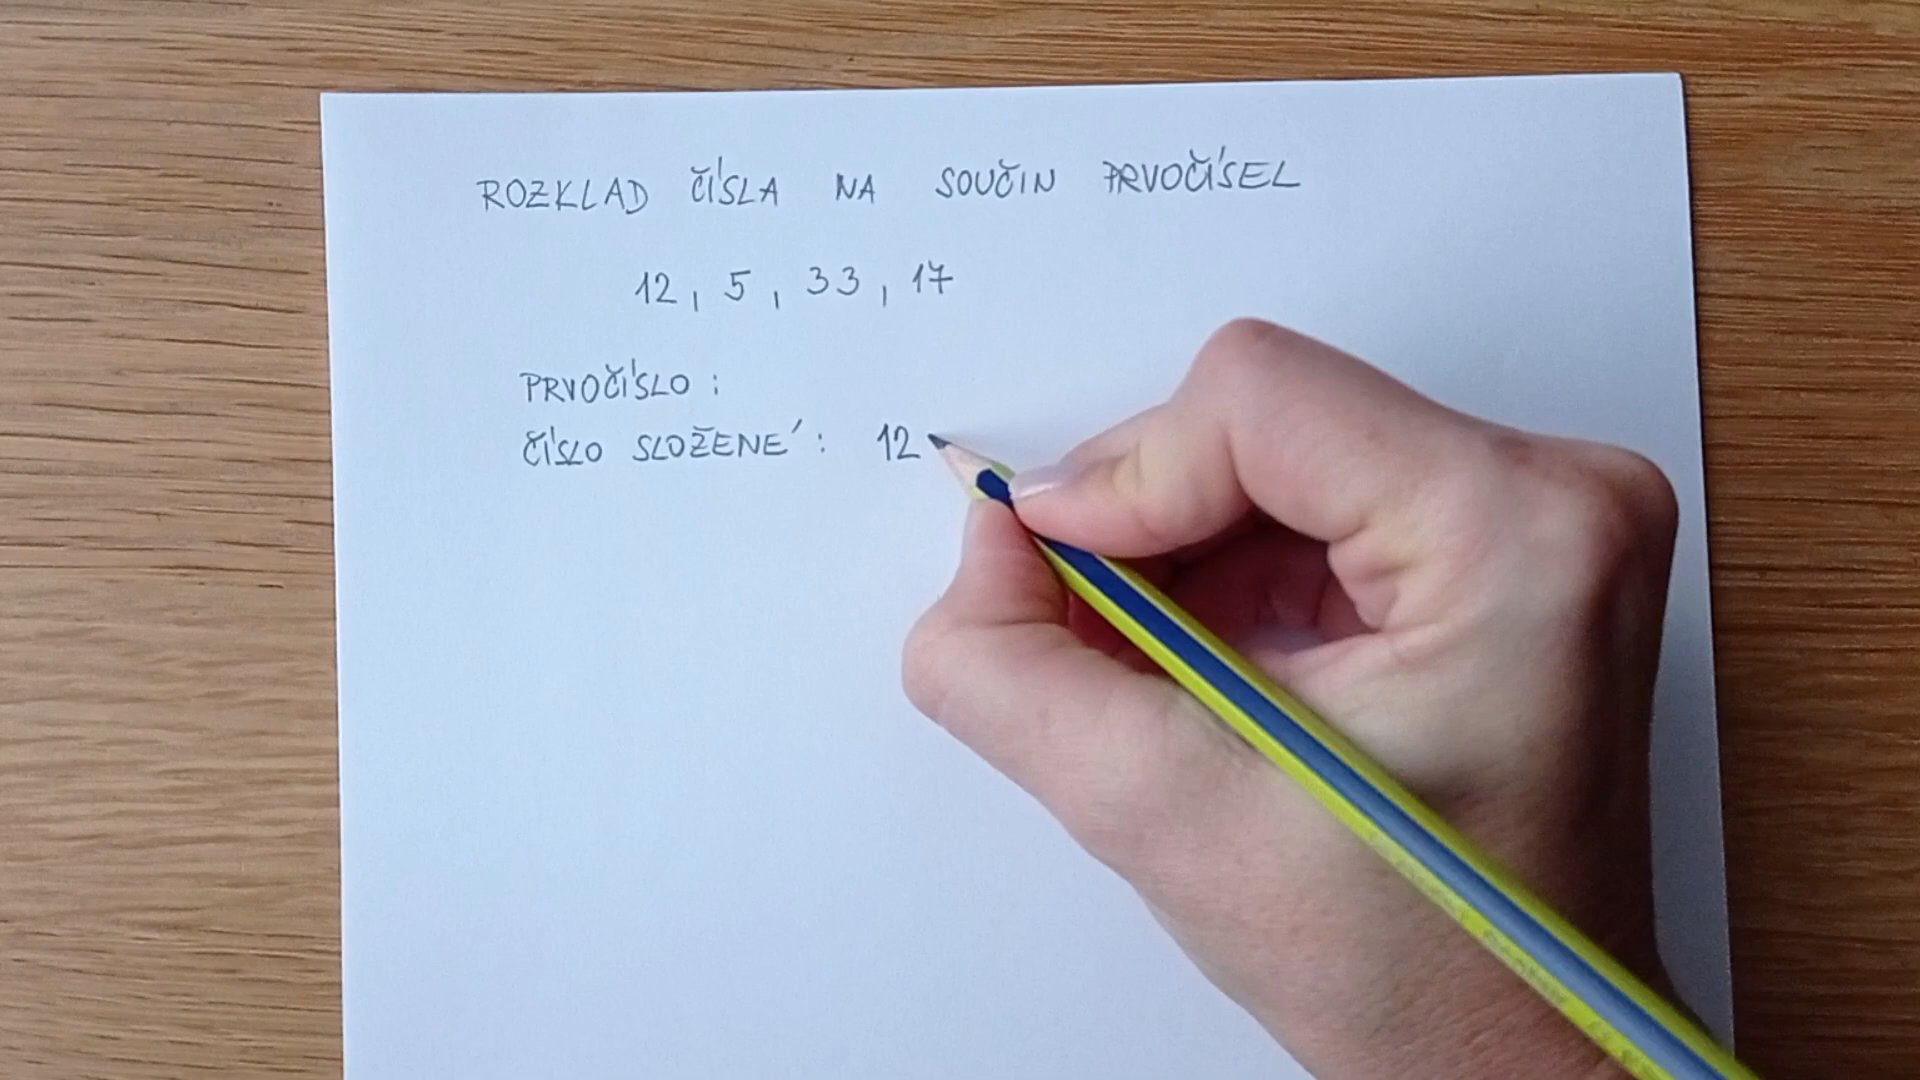 ROZKLAD ČÍSLA NA SOUČIN PRVOČÍSEL
12, 5, 33, 17
PRVOČÍSLO:
ČÍSLO SLOŽENÉ: 12